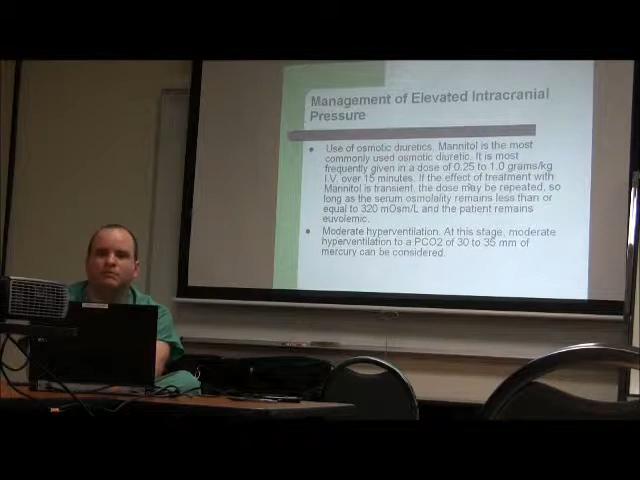 Management of Elevated Intracranial
Pressure
Use of osmotic diuretics. Mannitol is the most
commonly used osmotic diuretic. It is most
frequently given in a dose of 0.25 to 1.0 grams/kg
I.V. over 15 minutes. If the effect of treatment with
Mannitol is transient, the dose may be repeated, so
long as the serum osmolality remains less than or
equal to 320 mOsm/L and the patient remains
euvolemic.
Moderate hyperventilation. At this stage, moderate
hyperventilation to a PCO2 of 30 to 35 mm of
mercury can be considered.